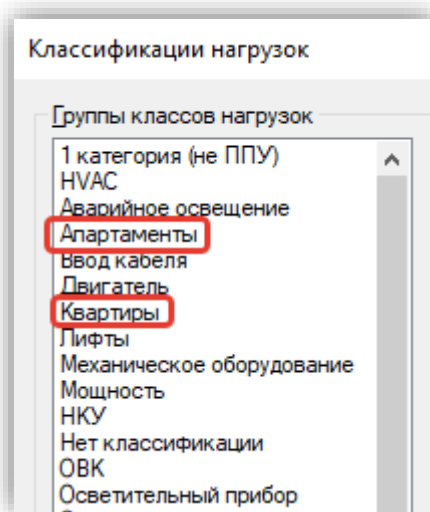 Классификации нагрузок
Группы классов нагрузок
1 категория (не ППУ)
HVAC
Аварийное освещение
Апартаменты
Ввод кабеля
Двигатель
Квартиры
Лифты
Механическое оборудование
Мощность
НКУ
Нет классификации
ОВК
Осветительный прибор